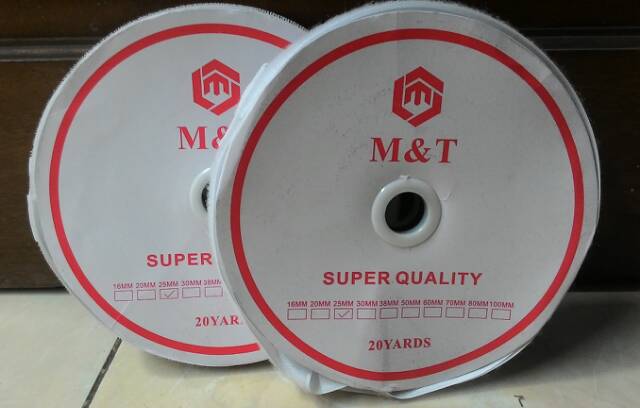 M&
SUPER
16MM 20MM 25MM 30MM 38MM
20YARDS
M&T
SUPER QUALITY
16MM 20MM 25MM 30MM 38MM 50MM 60MM 70MM 80MM 100MM
20YARDS